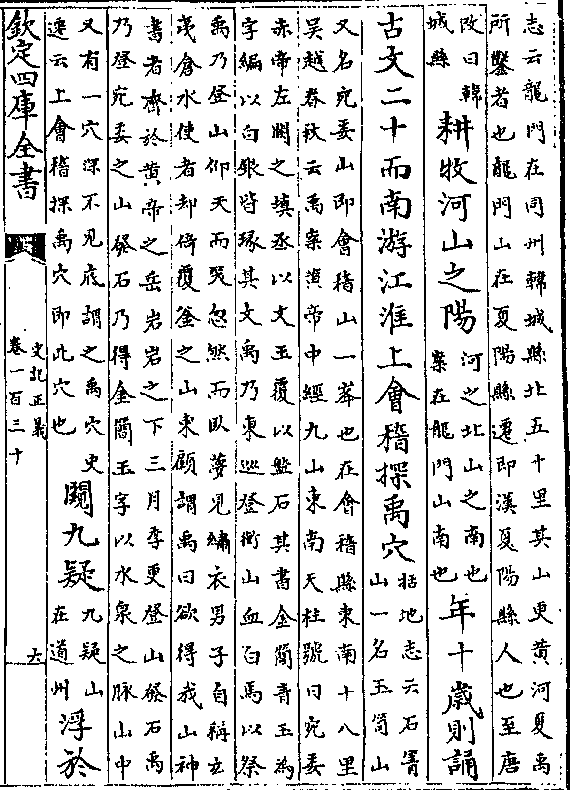 志云龍門在同州韓城縣北五十里其山更黄河夏禹
所鑿者也龍門山在夏陽縣遷即漢夏陽縣人也至唐
改曰韓
城縣
耕牧河山之陽
河之北山之南也
案在龍門山南也
年十歲則誦
古文二十而南游江淮上會稽探禹穴
括地志云石箐
山一名玉笥山
又名宛委山即會稽山一峯也在會稽縣東南十八里
吳越春秋云禹案黄帝中經九山東南天柱號曰宛委
赤帝左闕之填承以文玉覆以盤石其書金簡青玉為
字編以白銀皆瑑其文禹乃東巡登衡山血白馬以祭
禹乃登山仰天而笑忽然而臥夢見繡衣男子自稱玄
夷倉水使者却倚覆釜之山東顧謂禹曰欲得我山神
書者齋於黄帝之岳岩岩之下三月季更登山發石禹
乃登宛委之山發石乃得金簡玉字以水泉之脉山中
又有一穴深不見底謂之禹穴史
遷云上會稽探禹穴即此穴也
闚九疑
九疑山
在道州
浮於
欽定四庫全書
史記正義
卷一百三十
六